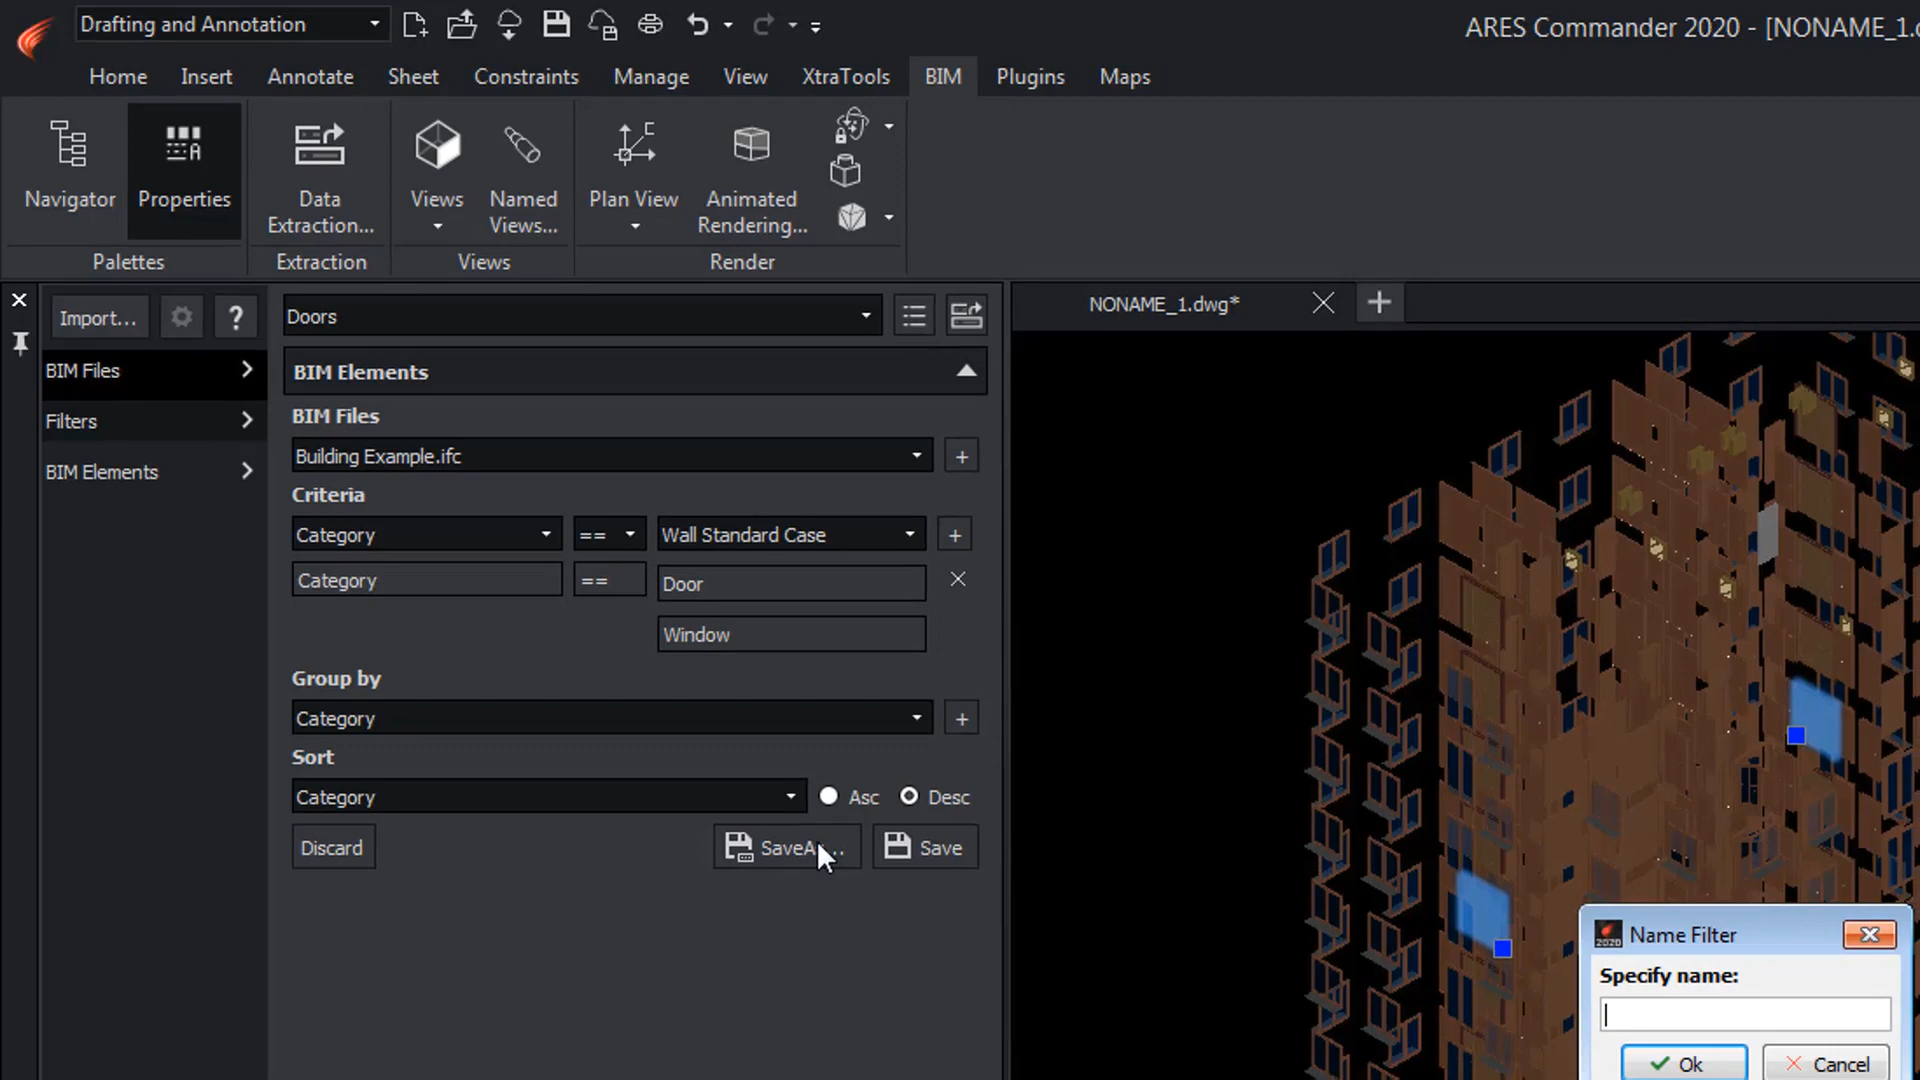 Drafting and Annotation
ARES Commander 2020 - [NONAME_1.d
Home Insert Annotate Sheet Constraints Manage View XtraTools BIM Plugins Maps
Navigator Properties Data Extraction... Views Named Views... Plan View Animated Rendering...
Palettes Extraction Views Render
Import... ? Doors NONAME_1.dwg*
BIM Files
Filters
BIM Elements
BIM Elements
BIM Files
Building Example.ifc
Criteria
Category == Wall Standard Case
Category == Door
Window
Group by
Category
Sort
Category Asc Desc
Discard Save
2020 Name Filter
Specify name:
Ok Cancel